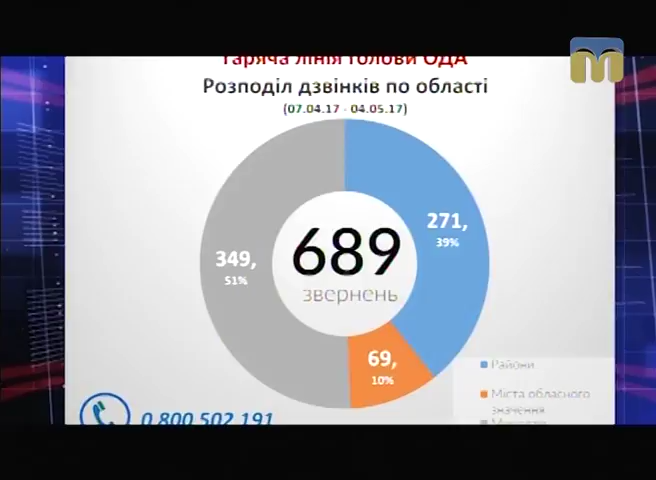 Гаряча лінія голови ОДА
Розподіл дзвінків по області
(07.04.17 - 04.05.17)
271,
39%
349,
51%
689
звернень
69,
10%
Райони
Міста обласного
значення
0 800 502 191